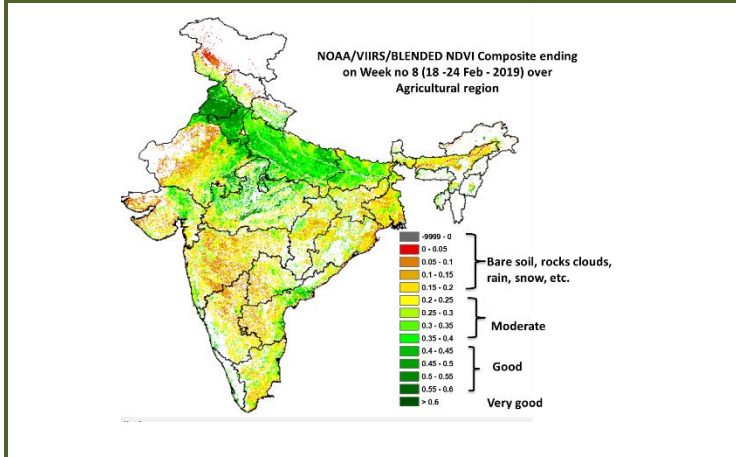 NOAA/VIIRS/BLENDED NDVI Composite ending
on Week no 8 (18 -24 Feb - 2019) over
Agricultural region
-9999 - 0
0 - 0.05
0.05 - 0.1
0.1 - 0.15
0.15 - 0.2
0.2 - 0.25
0.25 - 0.3
0.3 - 0.35
0.35 - 0.4
0.4 - 0.45
0.45 - 0.5
0.5 - 0.55
0.55 - 0.6
> 0.6
Bare soil, rocks clouds,
rain, snow, etc.
Moderate
Good
Very good